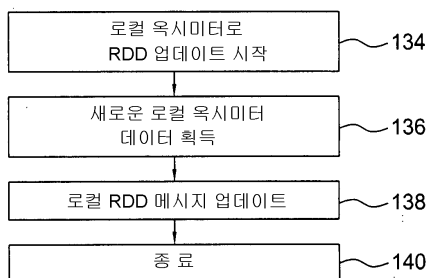 로컬 옥시미터로
RDD 업데이트 시작
134
새로운 로컬 옥시미터
데이터 획득
136
로컬 RDD 메시지 업데이트
138
종 료
140